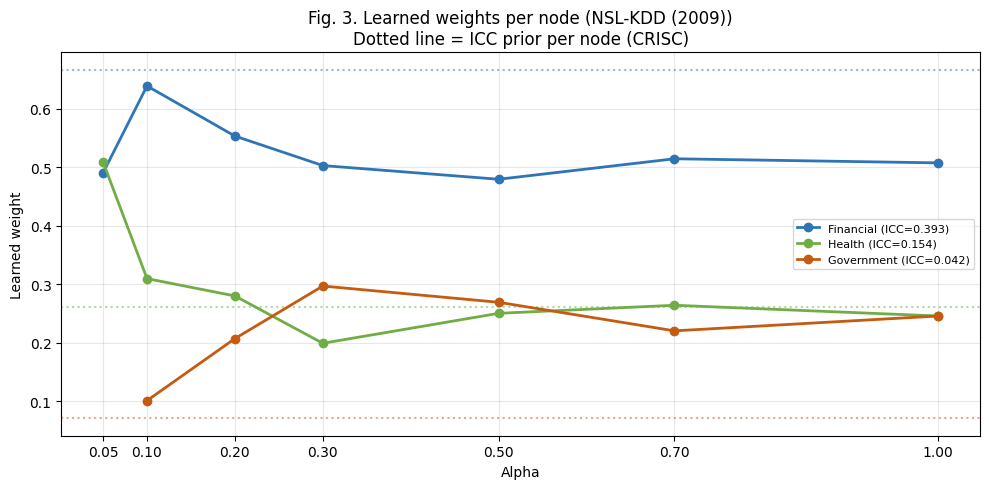 Fig. 3. Learned weights per node (NSL-KDD (2009))
Dotted line = ICC prior per node (CRISC)
Learned weight
0.6
0.5
0.4
0.3
0.2
0.1
Financial (ICC=0.393)
Health (ICC=0.154)
Government (ICC=0.042)
0.05 0.10 0.20 0.30 0.50 0.70 1.00
Alpha